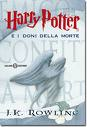 HARRY POTTER
E I DONI DELLA MORTE
J.K. ROWLING